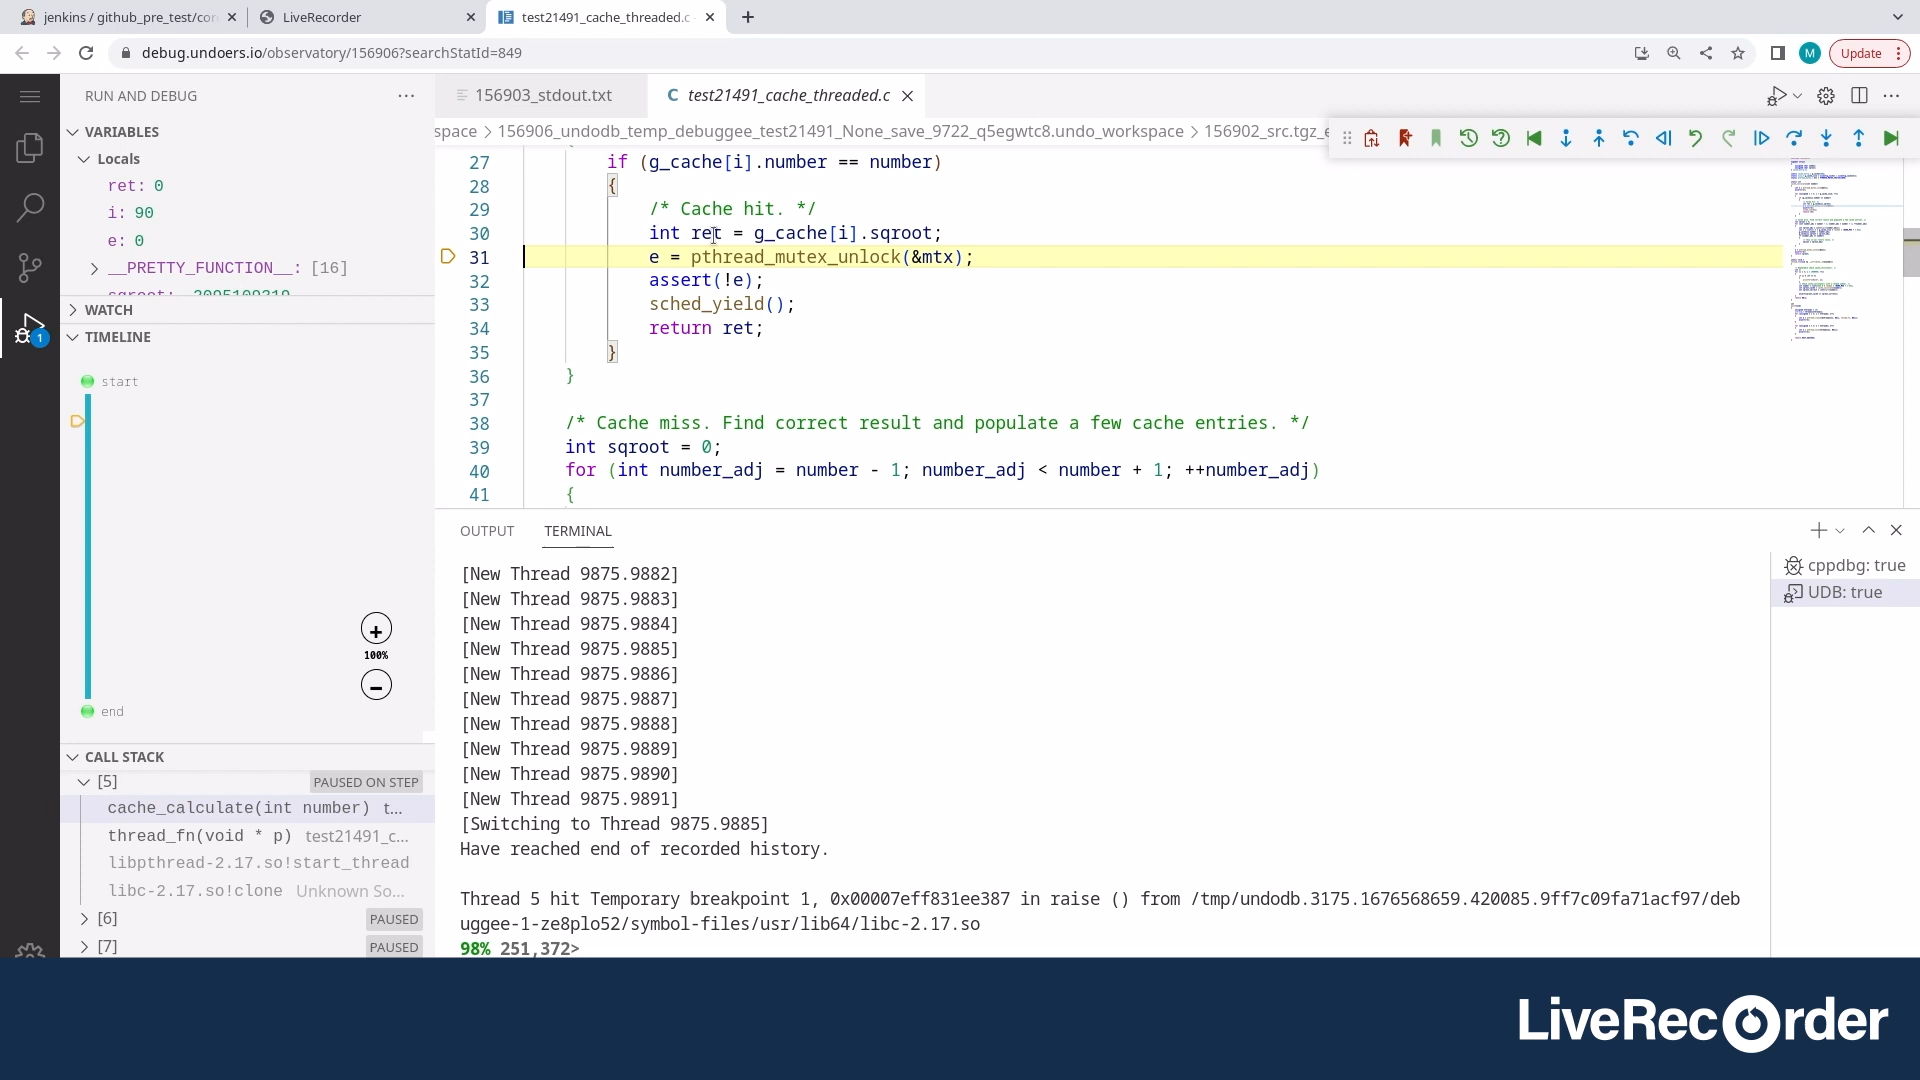 jenkins / github_pre_test/con
LiveRecorder
test21491_cache_threaded.c -
debug.undoers.io/observatory/156906?searchStatId=849
M
Update
RUN AND DEBUG
156903_stdout.txt
C test21491_cache_threaded.c
space > 156906_undodb_temp_debuggee_test21491_None_save_9722_q5egwtc8.undo_workspace > 156902_src.tgz_e
VARIABLES
Locals
ret: 0
i: 90
e: 0
__PRETTY_FUNCTION__: [16]
WATCH
TIMELINE
start
+
100%
−
end
CALL STACK
[5] PAUSED ON STEP
cache_calculate(int number) t...
thread_fn(void * p) test21491_c...
libpthread-2.17.so!start_thread
libc-2.17.so!clone Unknown So...
[6] PAUSED
[7] PAUSED
1
27 if (g_cache[i].number == number)
28 {
29 /* Cache hit. */
30 int ret = g_cache[i].sqroot;
31 e = pthread_mutex_unlock(&mtx);
32 assert(!e);
33 sched_yield();
34 return ret;
35 }
36 }
37
38 /* Cache miss. Find correct result and populate a few cache entries. */
39 int sqroot = 0;
40 for (int number_adj = number - 1; number_adj < number + 1; ++number_adj)
41 {
OUTPUT TERMINAL
[New Thread 9875.9882]
[New Thread 9875.9883]
[New Thread 9875.9884]
[New Thread 9875.9885]
[New Thread 9875.9886]
[New Thread 9875.9887]
[New Thread 9875.9888]
[New Thread 9875.9889]
[New Thread 9875.9890]
[New Thread 9875.9891]
[Switching to Thread 9875.9885]
Have reached end of recorded history.
Thread 5 hit Temporary breakpoint 1, 0x00007eff831ee387 in raise () from /tmp/undodb.3175.1676568659.420085.9ff7c09fa71acf97/deb
uggee-1-ze8plo52/symbol-files/usr/lib64/libc-2.17.so
98% 251,372>
cppdbg: true
UDB: true
LiveRecorder